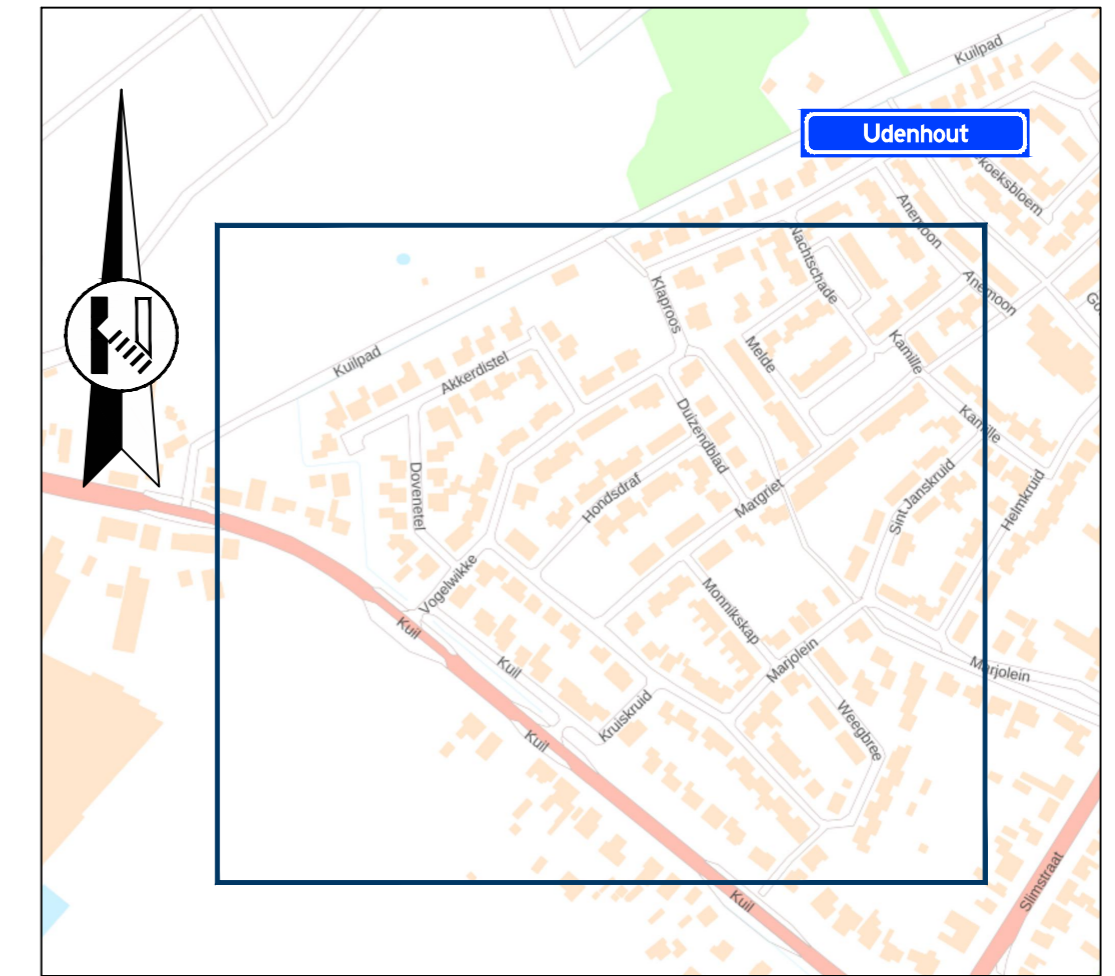 Kuilpad
Udenhout
koeksbloem
Anemoon
Nachtschade
Anemoon
Klaproos
Kamille
Melde
Kuilpad
Akkerdistel
Duizendblad
Kamille
Dovenetel
Hondsdraf
Margriet
Sint Janskruid
Helmkruid
Vogelwikke
Monnikskap
Kuil
Kuil
Marjolein
Marjolein
Kruiskruid
Weegbree
Kuil
Slimstraat
Kuil